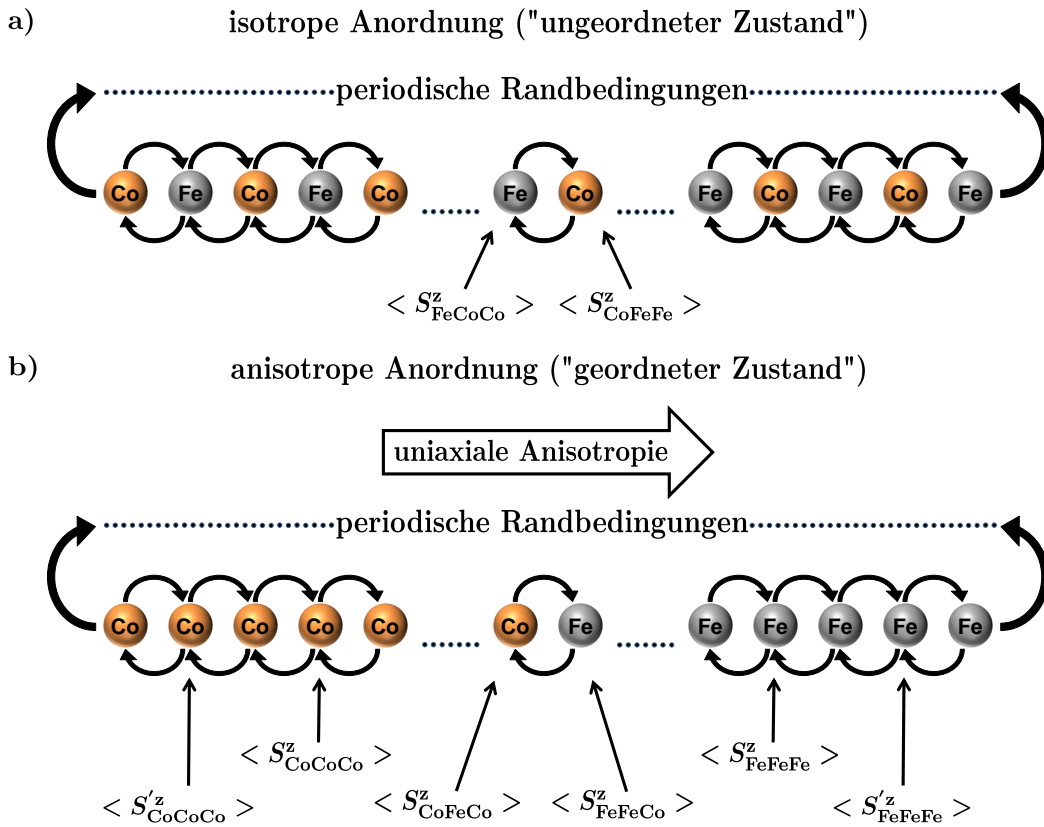 a) isotrope Anordnung ("ungeordneter Zustand")
periodische Randbedingungen
Co Fe Co Fe Co Fe Co Fe Co Fe Co Fe
< S^z_FeCoCo > < S^z_CoFeFe >
b) anisotrope Anordnung ("geordneter Zustand")
uniaxiale Anisotropie
periodische Randbedingungen
Co Co Co Co Co Co Fe Fe Fe Fe Fe Fe
< S^z_CoCoCo > < S^z_FeFeFe >
< S^'z_CoCoCo > < S^z_CoFeCo > < S^z_FeFeCo > < S^'z_FeFeFe >